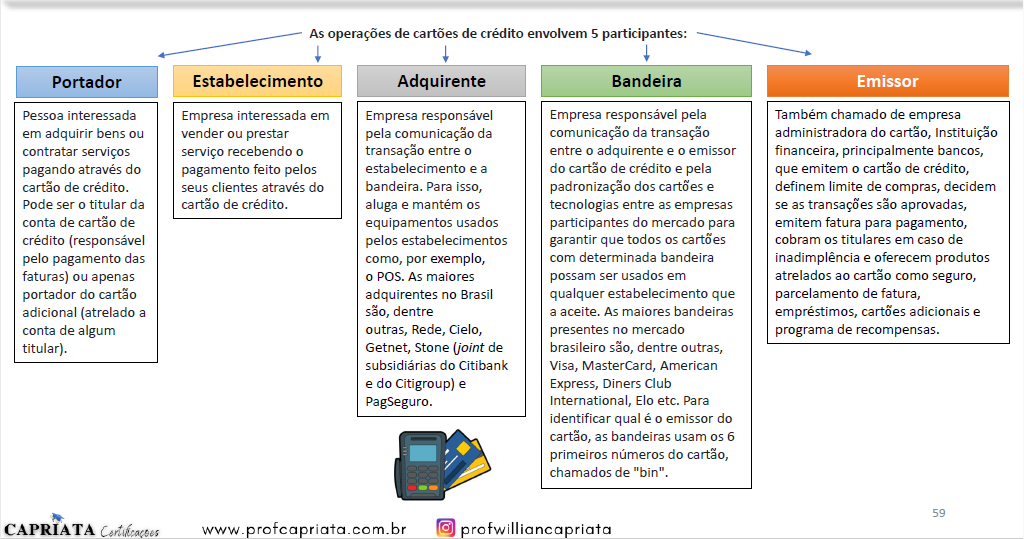 As operações de cartões de crédito envolvem 5 participantes:
Portador
Pessoa interessada
em adquirir bens ou
contratar serviços
pagando através do
cartão de crédito.
Pode ser o titular da
conta de cartão de
crédito (responsável
pelo pagamento das
faturas) ou apenas
portador do cartão
adicional (atrelado a
conta de algum
titular).
Estabelecimento
Empresa interessada em
vender ou prestar
serviço recebendo o
pagamento feito pelos
seus clientes através do
cartão de crédito.
Adquirente
Empresa responsável
pela comunicação da
transação entre o
estabelecimento e a
bandeira. Para isso,
aluga e mantém os
equipamentos usados
pelos estabelecimentos
como, por exemplo,
o POS. As maiores
adquirentes no Brasil
são, dentre
outras, Rede, Cielo,
Getnet, Stone (joint de
subsidiárias do Citibank
e do Citigroup) e
PagSeguro.
Bandeira
Empresa responsável pela
comunicação da transação
entre o adquirente e o emissor
do cartão de crédito e pela
padronização dos cartões e
tecnologias entre as empresas
participantes do mercado para
garantir que todos os cartões
com determinada bandeira
possam ser usados em
qualquer estabelecimento que
a aceite. As maiores bandeiras
presentes no mercado
brasileiro são, dentre outras,
Visa, MasterCard, American
Express, Diners Club
International, Elo etc. Para
identificar qual é o emissor do
cartão, as bandeiras usam os 6
primeiros números do cartão,
chamados de "bin".
Emissor
Também chamado de empresa
administradora do cartão, Instituição
financeira, principalmente bancos,
que emitem o cartão de crédito,
definem limite de compras, decidem
se as transações são aprovadas,
emitem fatura para pagamento,
cobram os titulares em caso de
inadimplência e oferecem produtos
atrelados ao cartão como seguro,
parcelamento de fatura,
empréstimos, cartões adicionais e
programa de recompensas.
59
CAPRIATA Certificações
www.profcapriata.com.br
profwilliancapriata